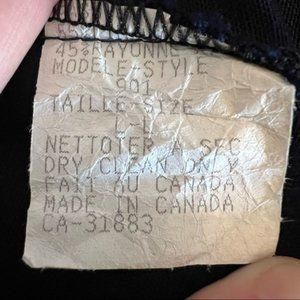 45%RAYONNE
MODELE-STYLE
901
TAILLE-SIZE
L-L
NETTOYER A SEC
DRY CLEAN ONLY
FAIT AU CANADA
MADE IN CANADA
CA-31883